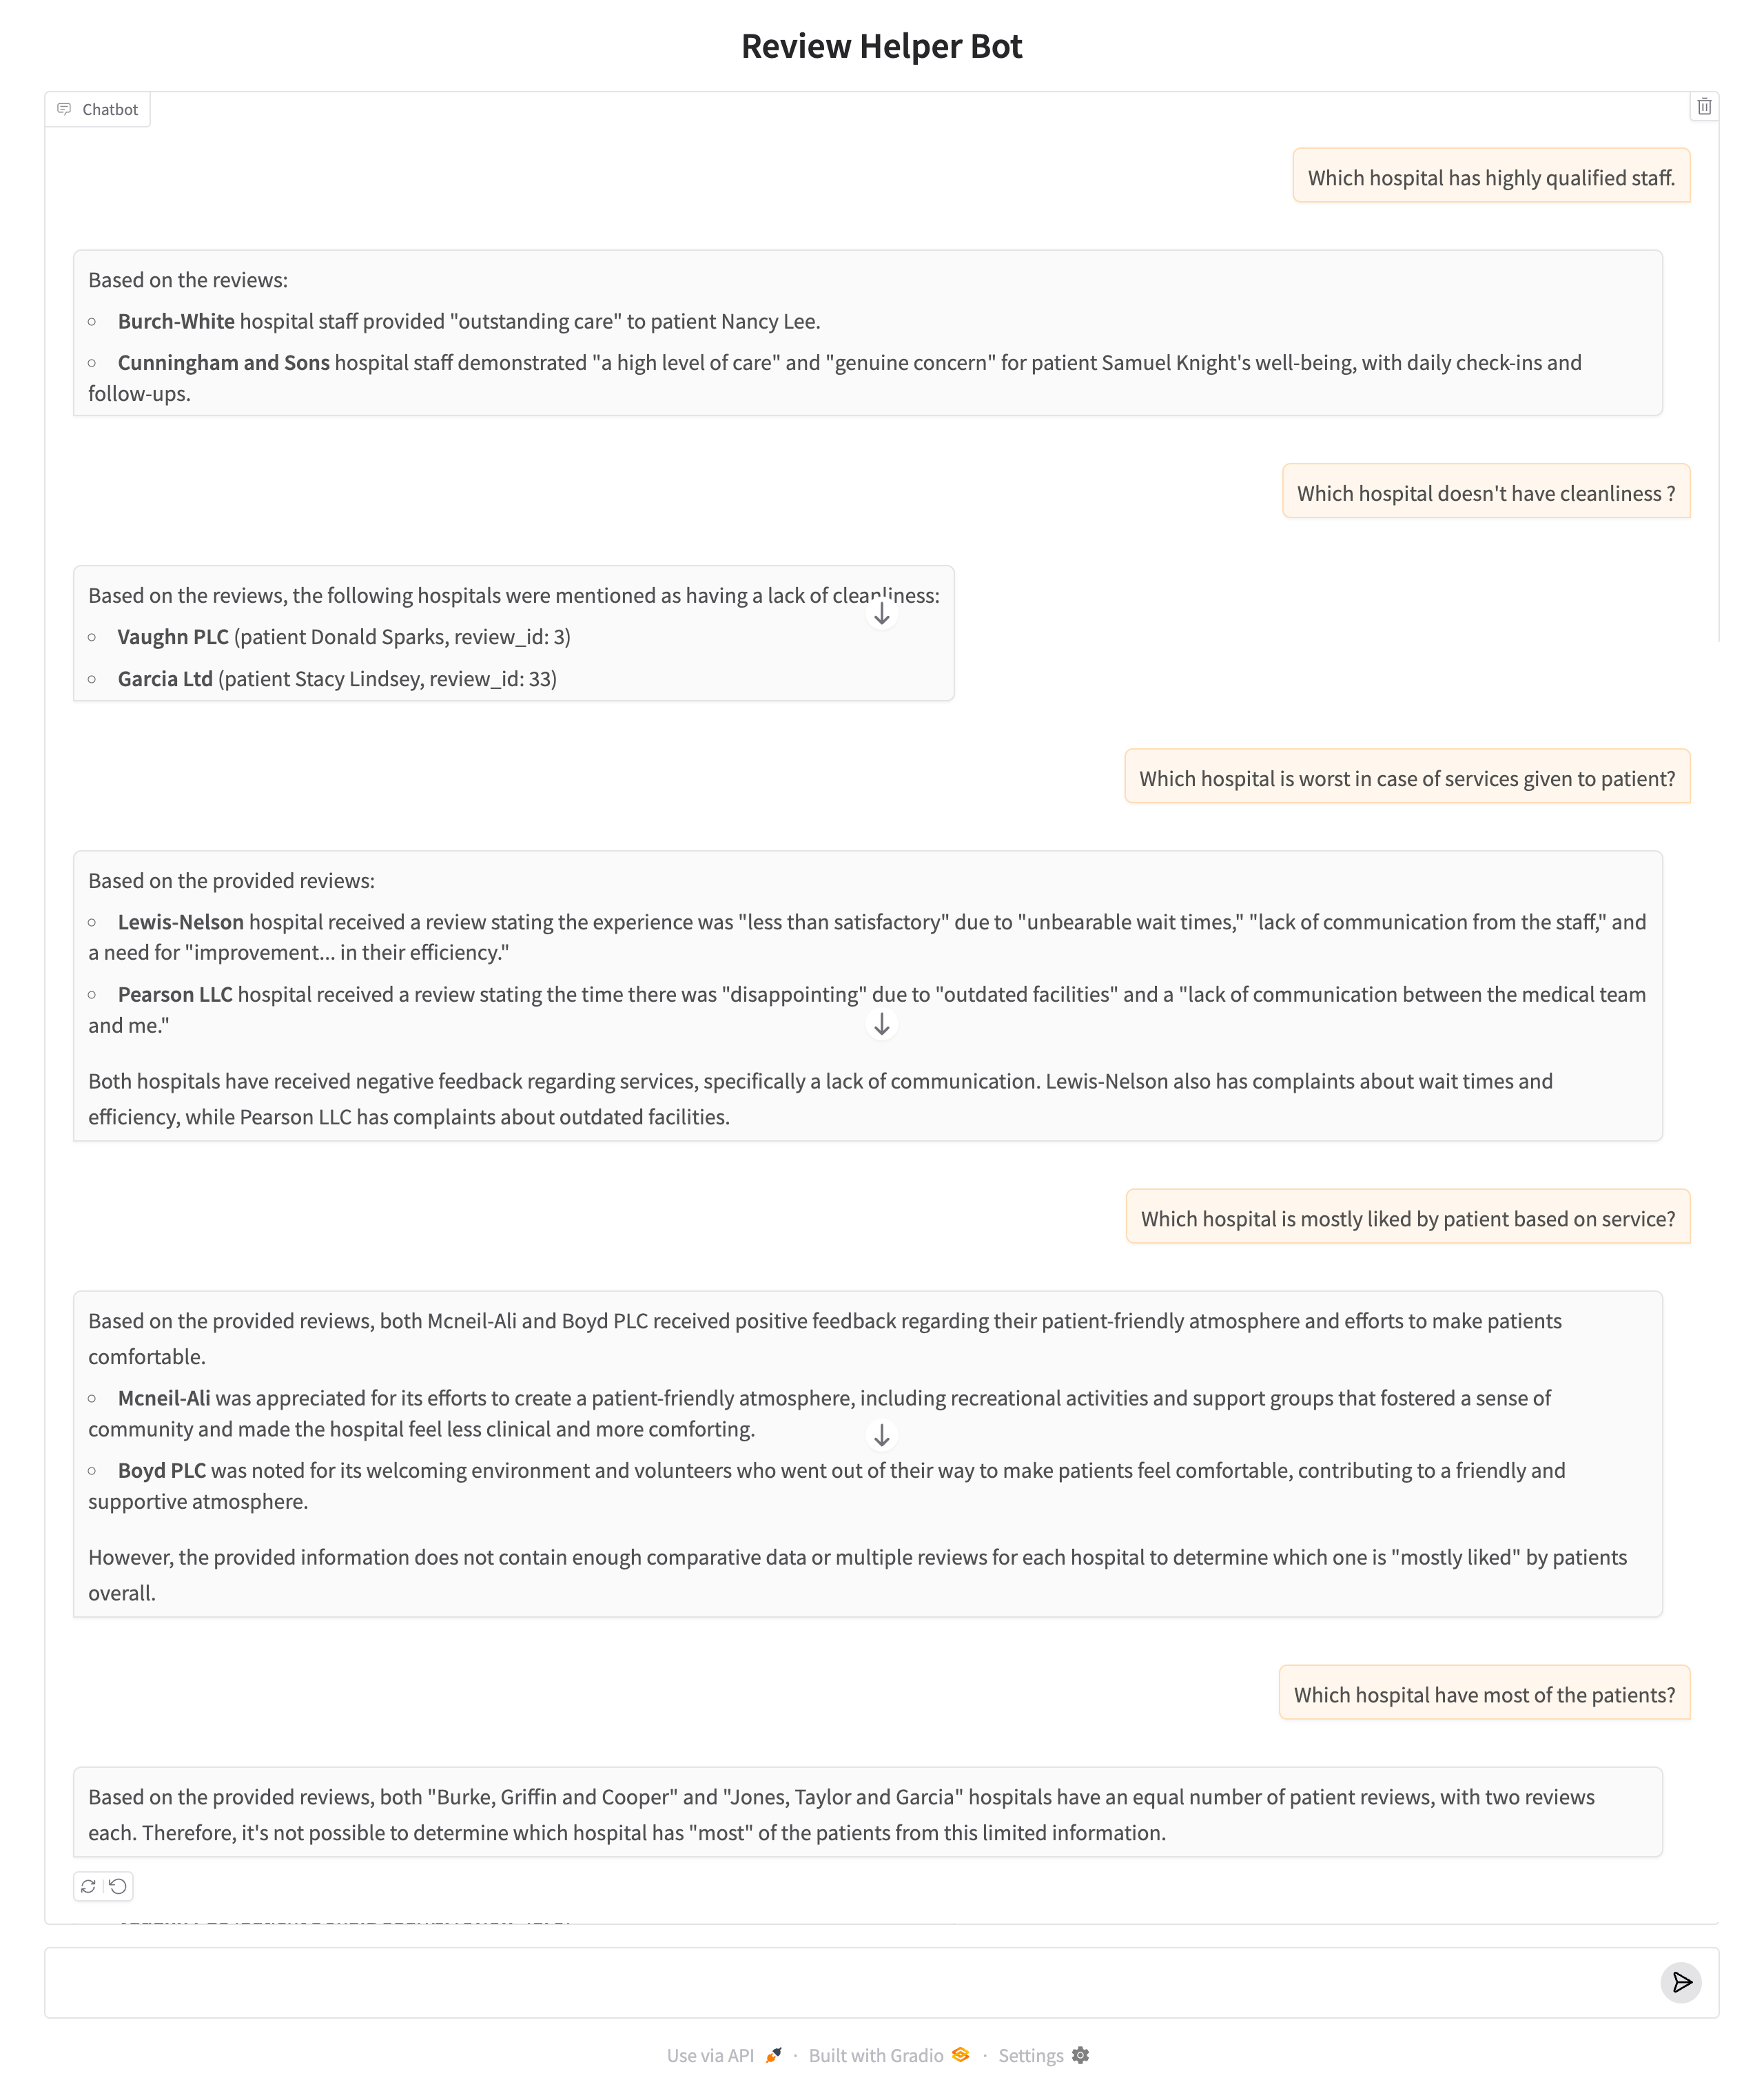 Review Helper Bot
Chatbot
Which hospital has highly qualified staff.
Based on the reviews:
Burch-White hospital staff provided "outstanding care" to patient Nancy Lee.
Cunningham and Sons hospital staff demonstrated "a high level of care" and "genuine concern" for patient Samuel Knight's well-being, with daily check-ins and
follow-ups.
Which hospital doesn't have cleanliness ?
Based on the reviews, the following hospitals were mentioned as having a lack of cleanliness:
Vaughn PLC (patient Donald Sparks, review_id: 3)
Garcia Ltd (patient Stacy Lindsey, review_id: 33)
Which hospital is worst in case of services given to patient?
Based on the provided reviews:
Lewis-Nelson hospital received a review stating the experience was "less than satisfactory" due to "unbearable wait times," "lack of communication from the staff," and
a need for "improvement... in their efficiency."
Pearson LLC hospital received a review stating the time there was "disappointing" due to "outdated facilities" and a "lack of communication between the medical team
and me."
Both hospitals have received negative feedback regarding services, specifically a lack of communication. Lewis-Nelson also has complaints about wait times and
efficiency, while Pearson LLC has complaints about outdated facilities.
Which hospital is mostly liked by patient based on service?
Based on the provided reviews, both Mcneil-Ali and Boyd PLC received positive feedback regarding their patient-friendly atmosphere and efforts to make patients
comfortable.
Mcneil-Ali was appreciated for its efforts to create a patient-friendly atmosphere, including recreational activities and support groups that fostered a sense of
community and made the hospital feel less clinical and more comforting.
Boyd PLC was noted for its welcoming environment and volunteers who went out of their way to make patients feel comfortable, contributing to a friendly and
supportive atmosphere.
However, the provided information does not contain enough comparative data or multiple reviews for each hospital to determine which one is "mostly liked" by patients
overall.
Which hospital have most of the patients?
Based on the provided reviews, both "Burke, Griffin and Cooper" and "Jones, Taylor and Garcia" hospitals have an equal number of patient reviews, with two reviews
each. Therefore, it's not possible to determine which hospital has "most" of the patients from this limited information.
Use via API · Built with Gradio · Settings